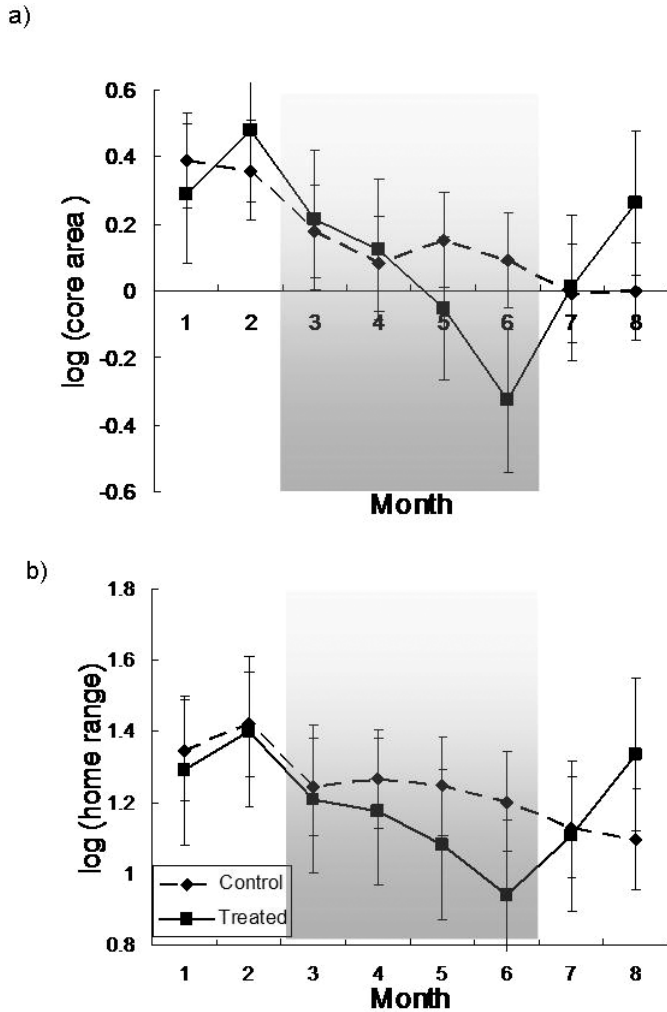 a)
0.6
0.4
0.2
0
-0.2
-0.4
-0.6
log (core area )
1 2 3 4 5 6 7 8
Month
b)
1.8
1.6
1.4
1.2
1
0.8
log (home range)
Control
Treated
1 2 3 4 5 6 7 8
Month